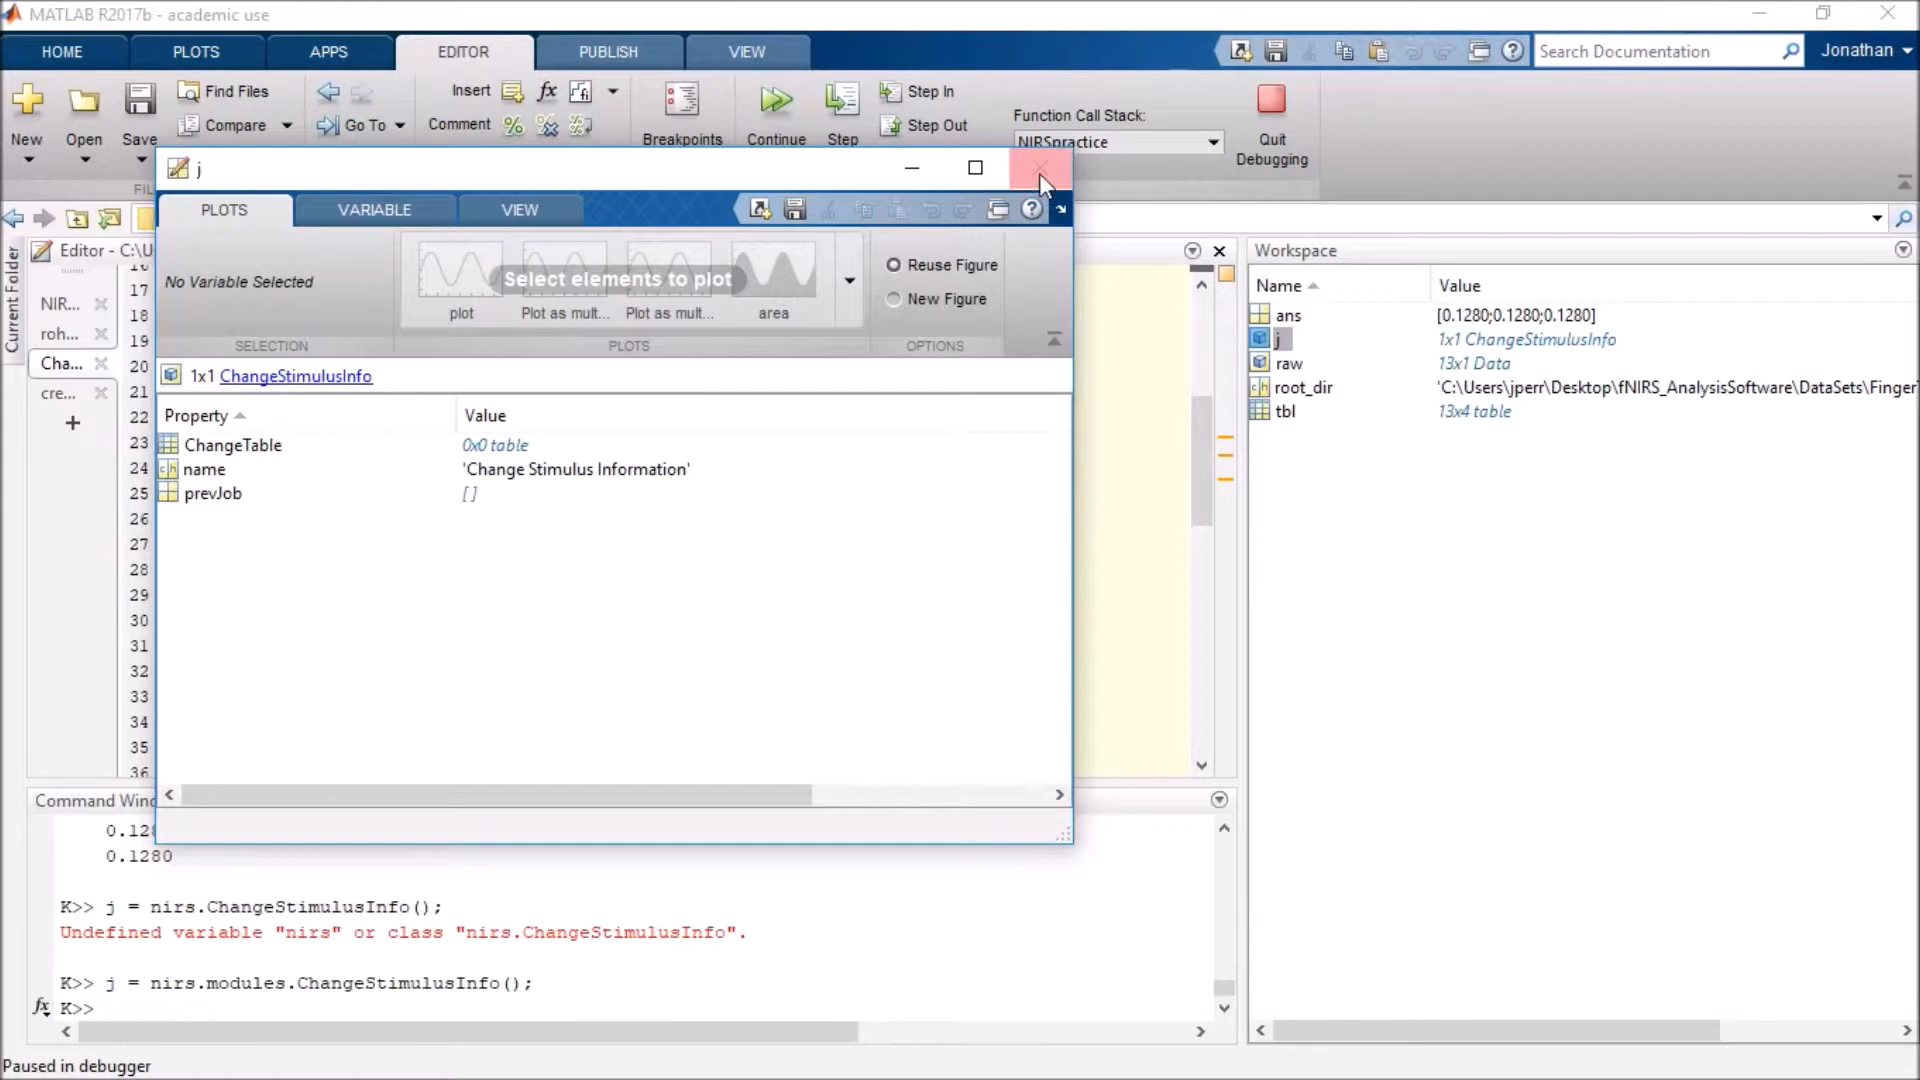 MATLAB R2017b - academic use
HOME PLOTS APPS EDITOR PUBLISH VIEW Search Documentation Jonathan
New Open Save Find Files Compare Go To Insert Comment Breakpoints Continue Step Step In Step Out Function Call Stack: NIRSpractice Quit Debugging
FIL
j
PLOTS VARIABLE VIEW
No Variable Selected
Select elements to plot
plot Plot as mult... Plot as mult... area
Reuse Figure
New Figure
SELECTION PLOTS OPTIONS
1x1 ChangeStimulusInfo
Property Value
ChangeTable 0x0 table
name 'Change Stimulus Information'
prevJob []
Current Folder
Editor - C:\U
NIR...
roh...
Cha...
cre...
17
18
19
20
21
22
23
24
25
26
27
28
29
30
31
32
33
34
35
36
Workspace
Name Value
ans [0.1280;0.1280;0.1280]
j 1x1 ChangeStimulusInfo
raw 13x1 Data
root_dir 'C:\Users\jperr\Desktop\fNIRS_AnalysisSoftware\DataSets\Finger
tbl 13x4 table
Command Wind
0.128
0.1280
K>> j = nirs.ChangeStimulusInfo();
Undefined variable "nirs" or class "nirs.ChangeStimulusInfo".
K>> j = nirs.modules.ChangeStimulusInfo();
fx K>>
Paused in debugger